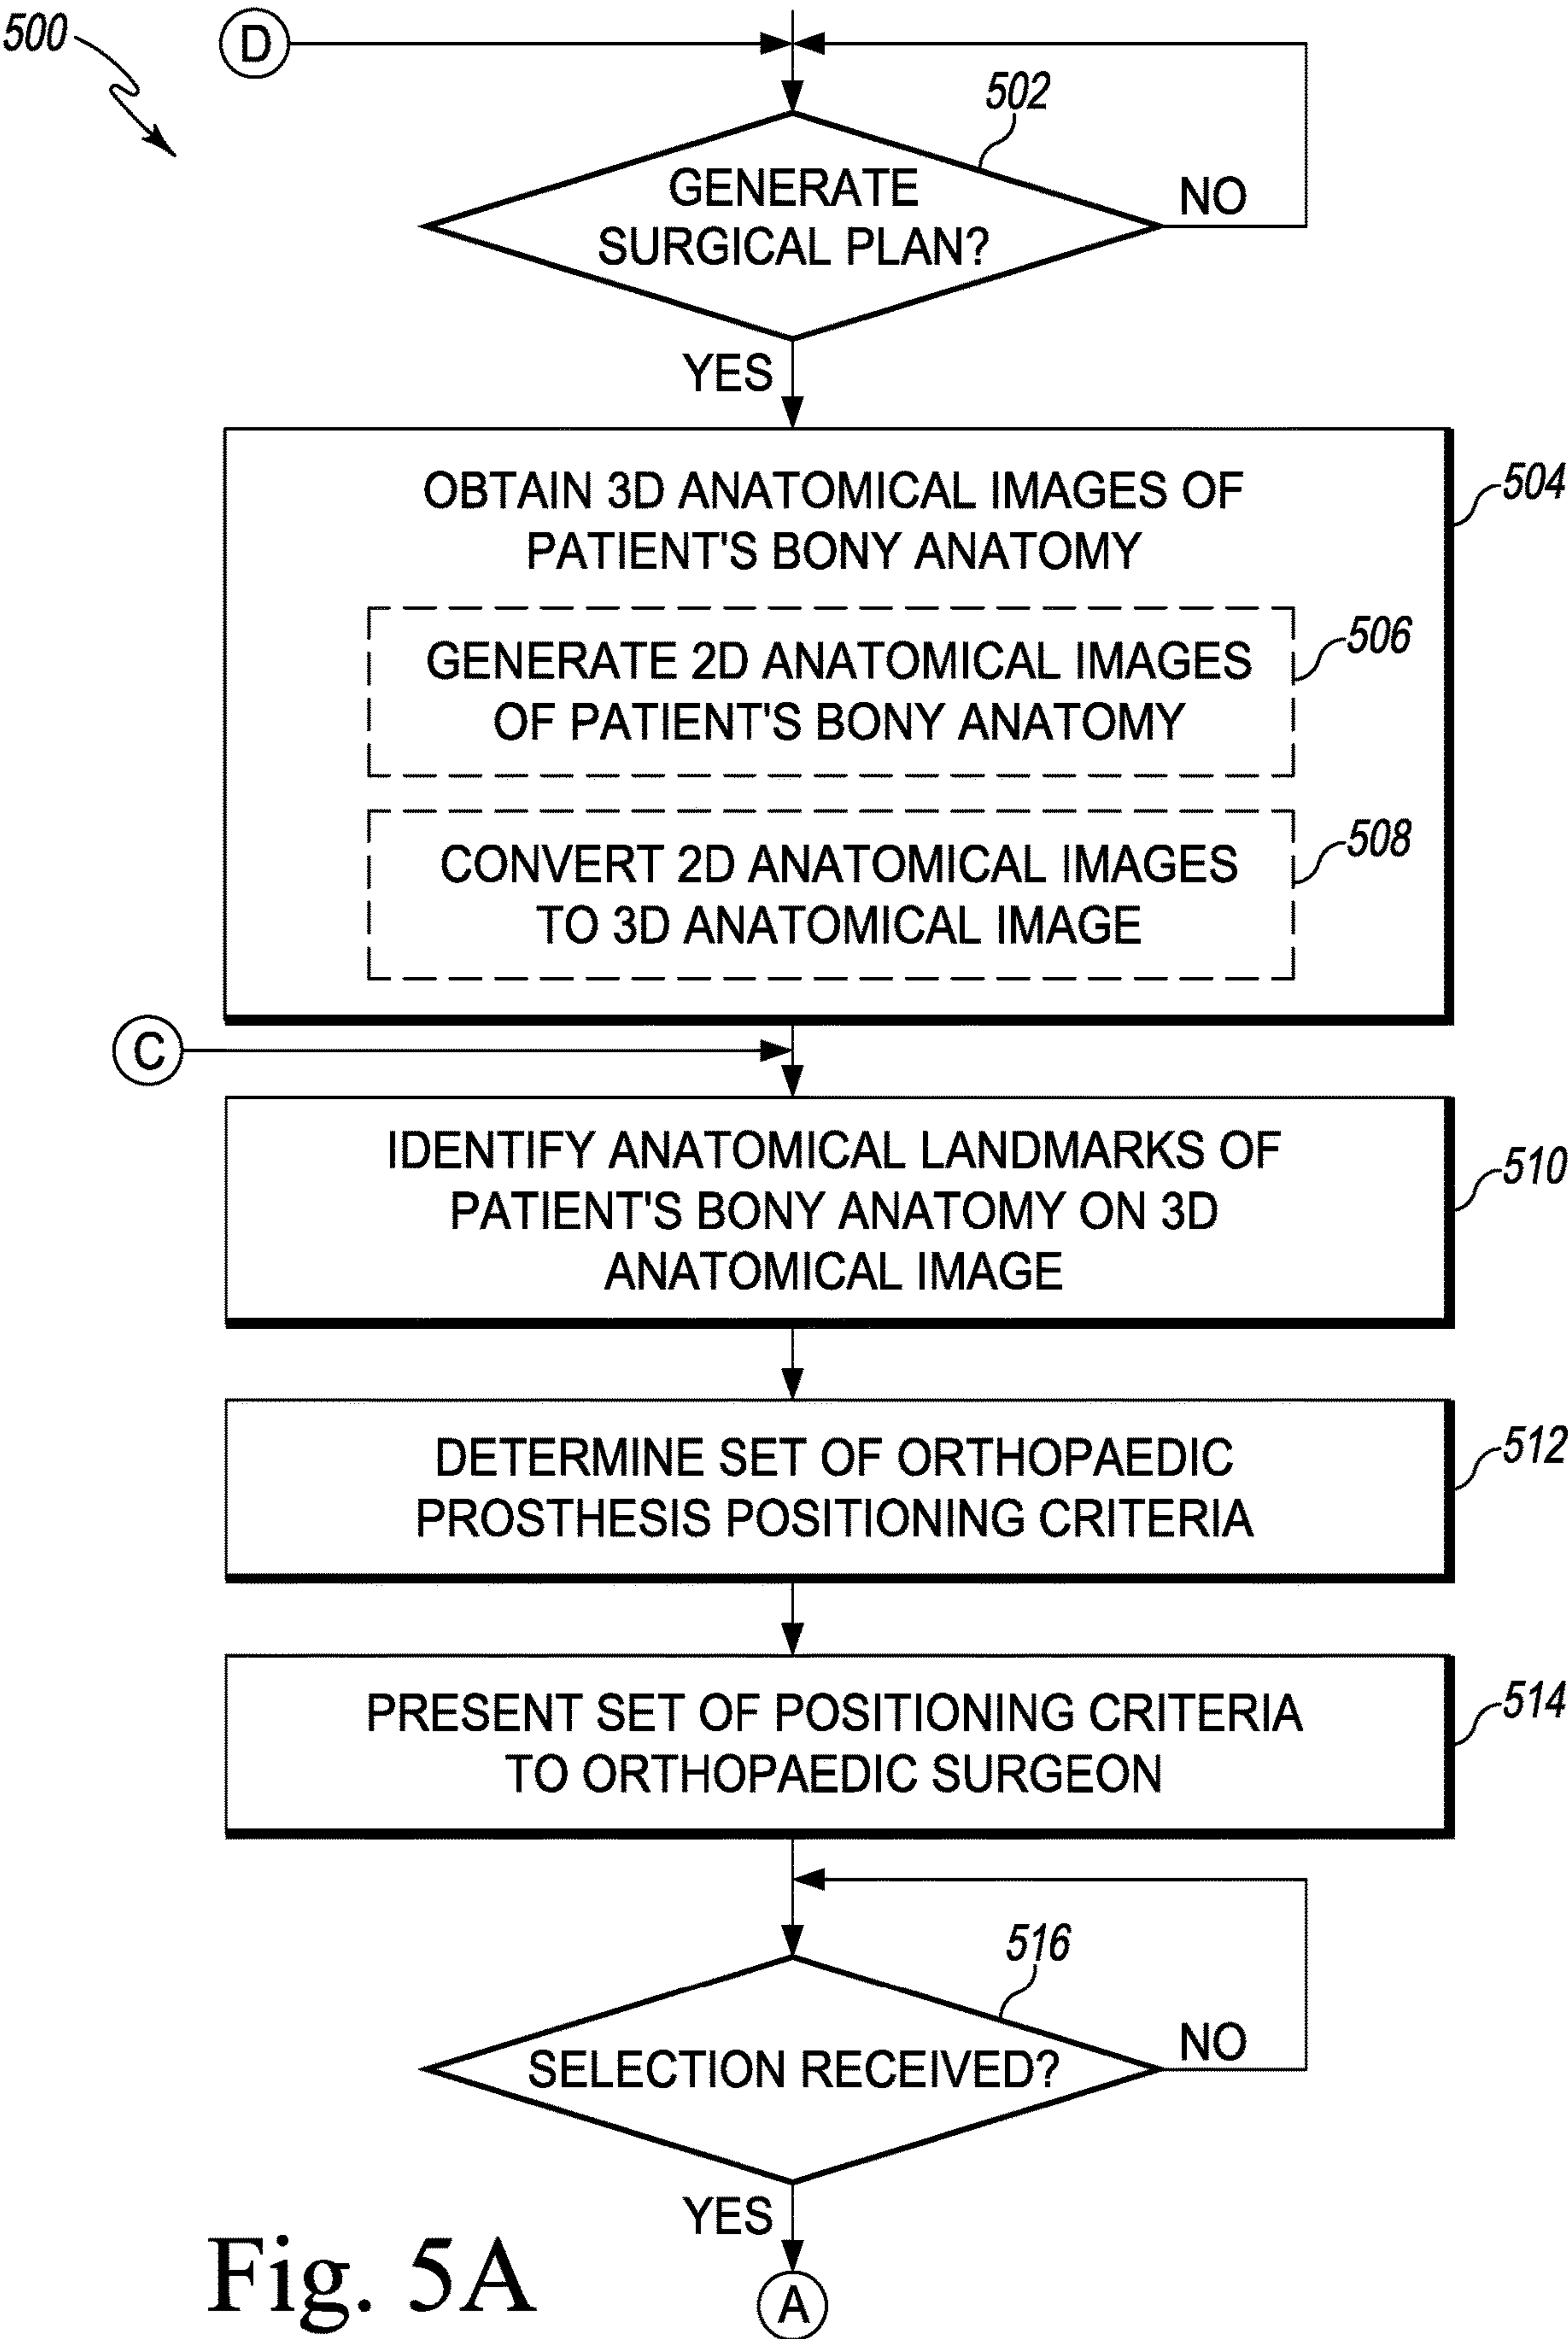 500
D
502
GENERATE
SURGICAL PLAN?
NO
YES
504
OBTAIN 3D ANATOMICAL IMAGES OF
PATIENT'S BONY ANATOMY
506
GENERATE 2D ANATOMICAL IMAGES
OF PATIENT'S BONY ANATOMY
508
CONVERT 2D ANATOMICAL IMAGES
TO 3D ANATOMICAL IMAGE
C
IDENTIFY ANATOMICAL LANDMARKS OF
PATIENT'S BONY ANATOMY ON 3D
ANATOMICAL IMAGE
510
DETERMINE SET OF ORTHOPAEDIC
PROSTHESIS POSITIONING CRITERIA
512
PRESENT SET OF POSITIONING CRITERIA
TO ORTHOPAEDIC SURGEON
514
516
SELECTION RECEIVED?
NO
YES
A
Fig. 5A